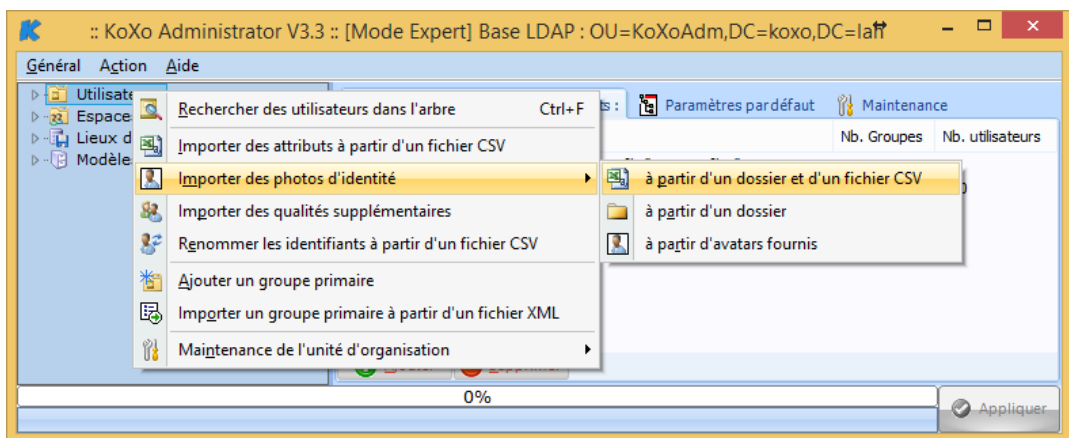 :: KoXo Administrator V3.3 :: [Mode Expert] Base LDAP : OU=KoXoAdm,DC=koxo,DC=lan
Général Action Aide
Utilisate
Espace
Lieux d
Modèle
Rechercher des utilisateurs dans l'arbre Ctrl+F
Importer des attributs à partir d'un fichier CSV
Importer des photos d'identité
Importer des qualités supplémentaires
Renommer les identifiants à partir d'un fichier CSV
Ajouter un groupe primaire
Importer un groupe primaire à partir d'un fichier XML
Maintenance de l'unité d'organisation
ts : Paramètres par défaut Maintenance
Nb. Groupes Nb. utilisateurs
à partir d'un dossier et d'un fichier CSV
à partir d'un dossier
à partir d'avatars fournis
0%
Appliquer